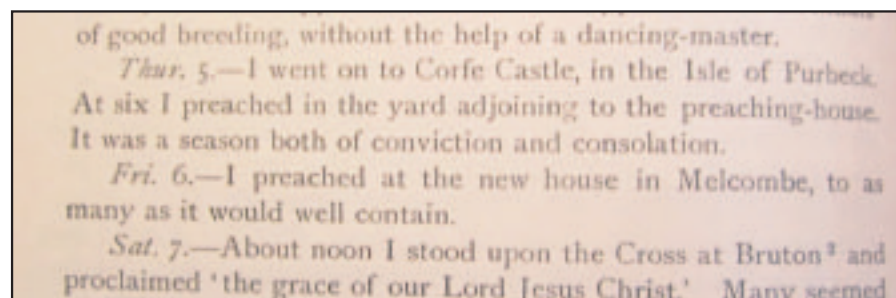 of good breeding, without the help of a dancing-master.
Thur. 5.—I went on to Corfe Castle, in the Isle of Purbeck.
At six I preached in the yard adjoining to the preaching-house.
It was a season both of conviction and consolation.
Fri. 6.—I preached at the new house in Melcombe, to as
many as it would well contain.
Sat. 7.—About noon I stood upon the Cross at Bruton² and
proclaimed 'the grace of our Lord Jesus Christ.' Many seemed